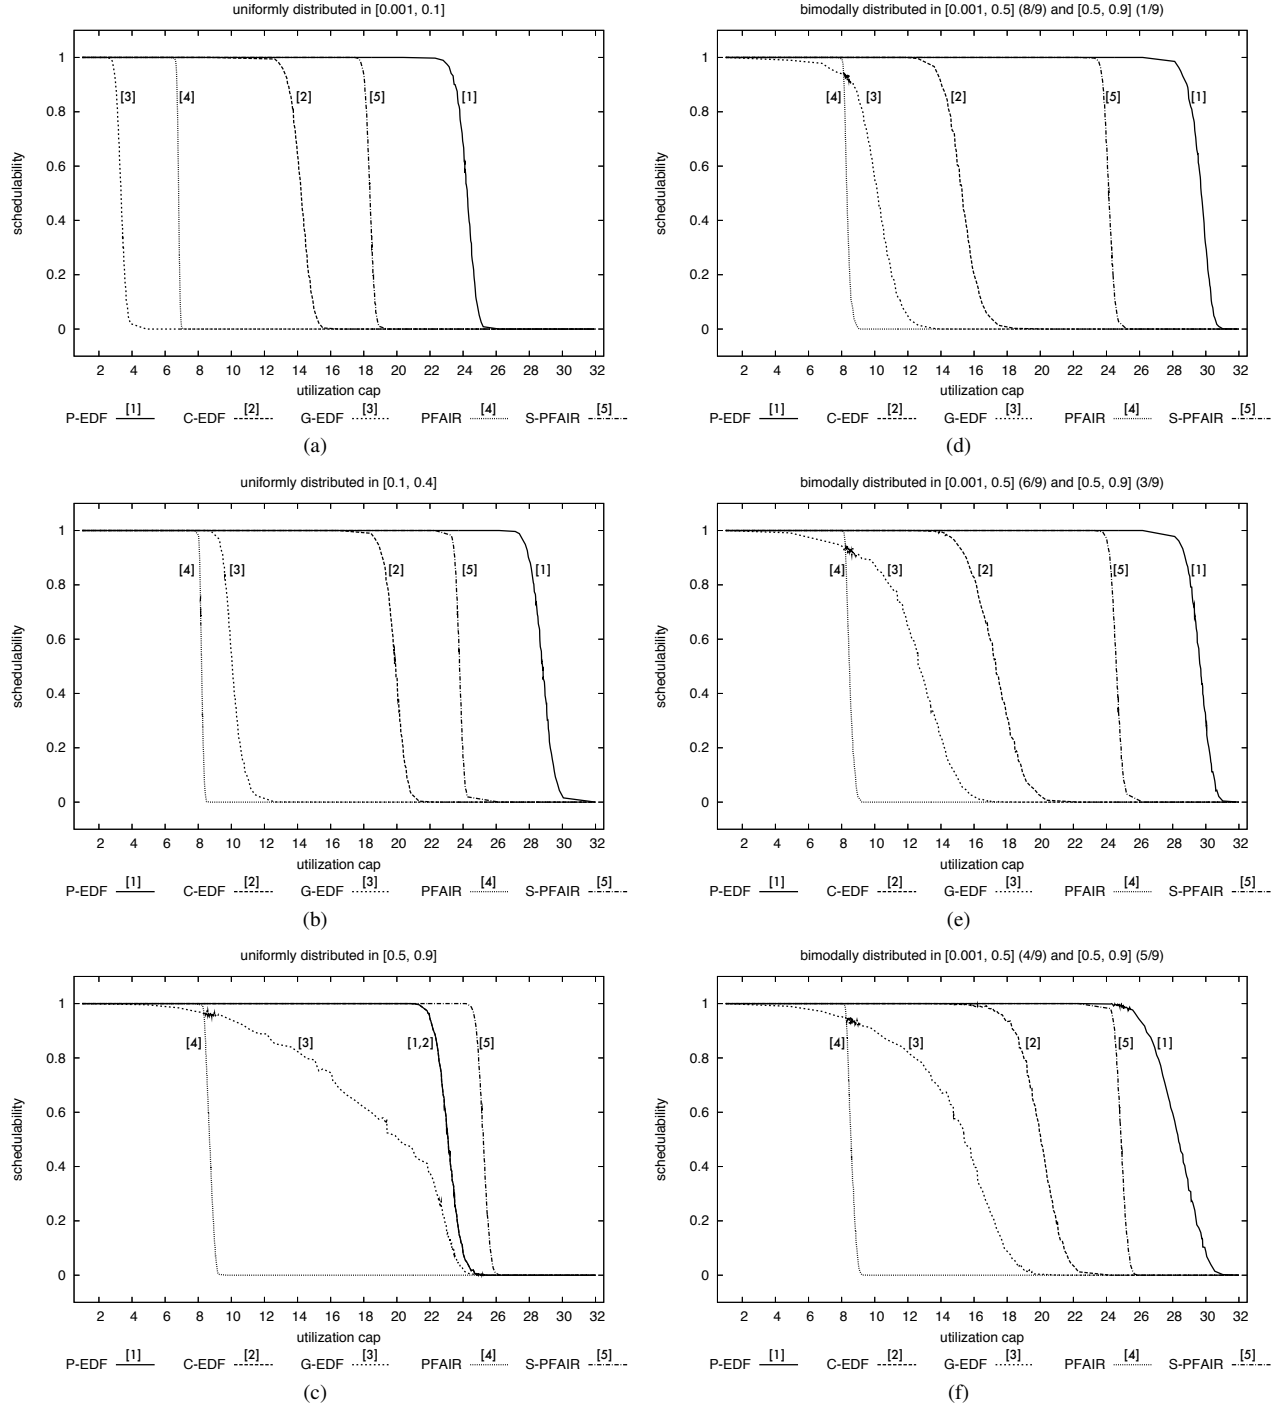 uniformly distributed in [0.001, 0.1]
1
0.8
0.6
0.4
0.2
0
schedulability
[3]
[4]
[2]
[5]
[1]
2 4 6 8 10 12 14 16 18 20 22 24 26 28 30 32
utilization cap
P-EDF [1] C-EDF [2] G-EDF [3] PFAIR [4] S-PFAIR [5]
(a)
uniformly distributed in [0.1, 0.4]
1
0.8
0.6
0.4
0.2
0
schedulability
[4]
[3]
[2]
[5]
[1]
2 4 6 8 10 12 14 16 18 20 22 24 26 28 30 32
utilization cap
P-EDF [1] C-EDF [2] G-EDF [3] PFAIR [4] S-PFAIR [5]
(b)
uniformly distributed in [0.5, 0.9]
1
0.8
0.6
0.4
0.2
0
schedulability
[4]
[3]
[1,2]
[5]
2 4 6 8 10 12 14 16 18 20 22 24 26 28 30 32
utilization cap
P-EDF [1] C-EDF [2] G-EDF [3] PFAIR [4] S-PFAIR [5]
(c)
bimodally distributed in [0.001, 0.5] (8/9) and [0.5, 0.9] (1/9)
1
0.8
0.6
0.4
0.2
0
schedulability
[4]
[3]
[2]
[5]
[1]
2 4 6 8 10 12 14 16 18 20 22 24 26 28 30 32
utilization cap
P-EDF [1] C-EDF [2] G-EDF [3] PFAIR [4] S-PFAIR [5]
(d)
bimodally distributed in [0.001, 0.5] (6/9) and [0.5, 0.9] (3/9)
1
0.8
0.6
0.4
0.2
0
schedulability
[4]
[3]
[2]
[5]
[1]
2 4 6 8 10 12 14 16 18 20 22 24 26 28 30 32
utilization cap
P-EDF [1] C-EDF [2] G-EDF [3] PFAIR [4] S-PFAIR [5]
(e)
bimodally distributed in [0.001, 0.5] (4/9) and [0.5, 0.9] (5/9)
1
0.8
0.6
0.4
0.2
0
schedulability
[4]
[3]
[2]
[5]
[1]
2 4 6 8 10 12 14 16 18 20 22 24 26 28 30 32
utilization cap
P-EDF [1] C-EDF [2] G-EDF [3] PFAIR [4] S-PFAIR [5]
(f)